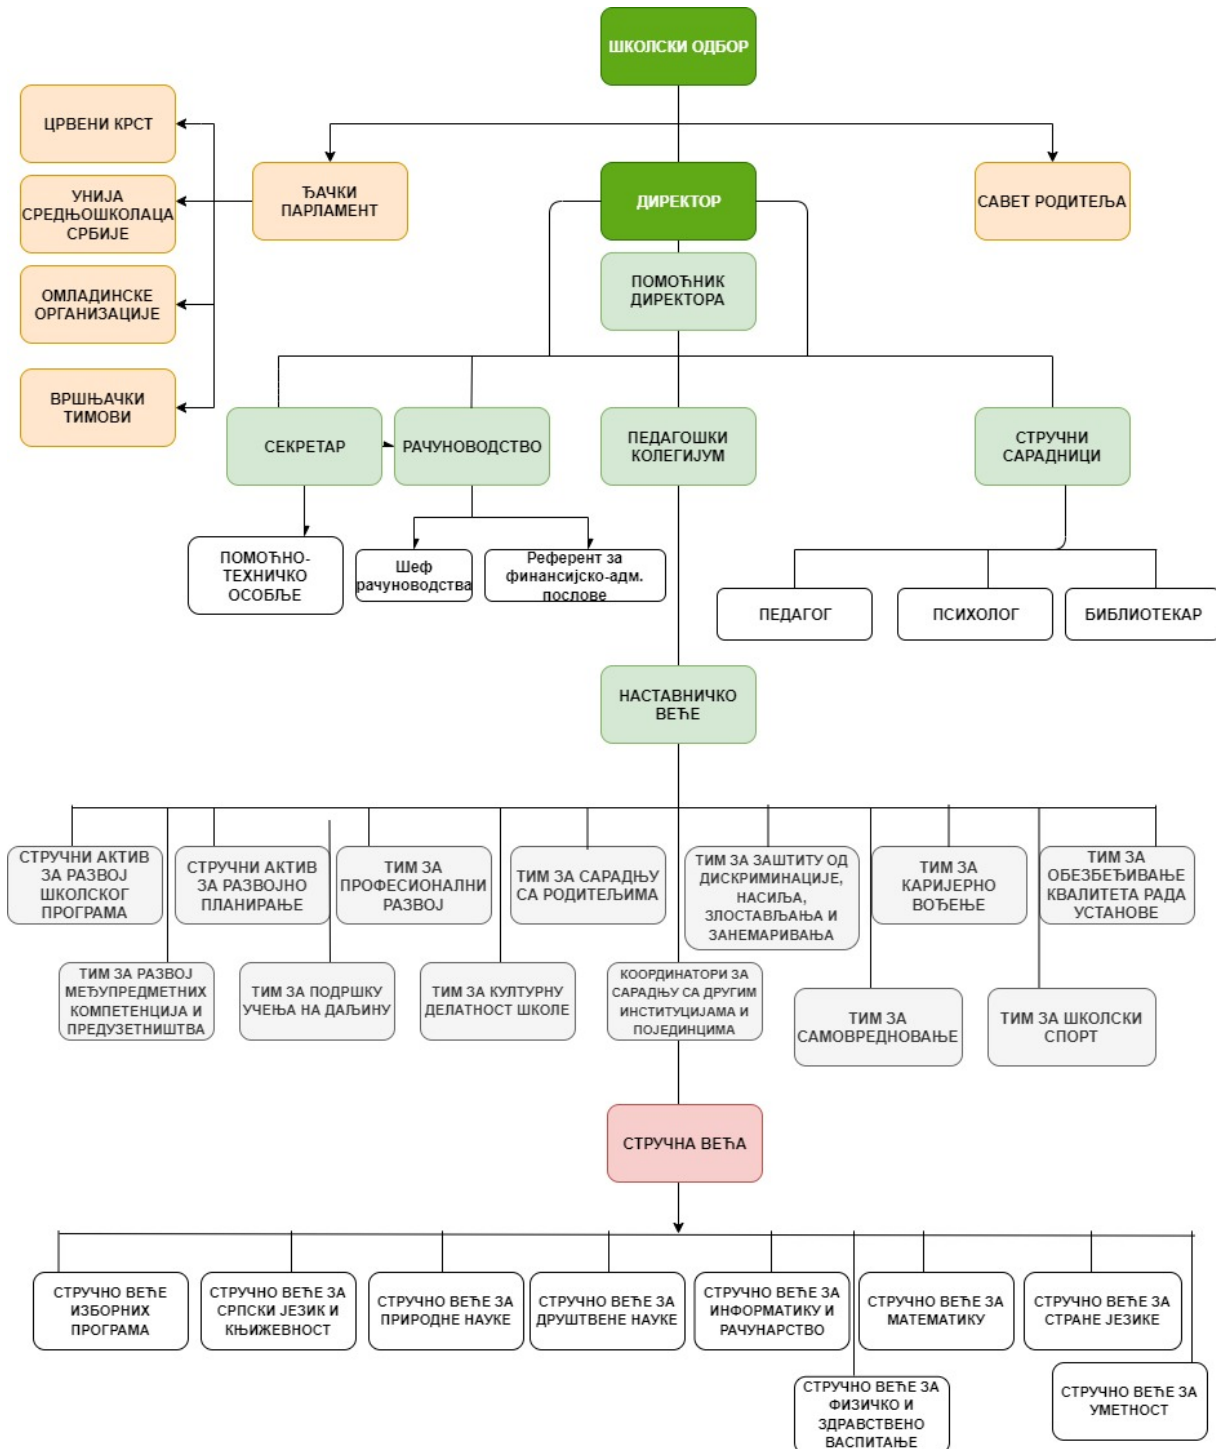 ШКОЛСКИ ОДБОР
ЦРВЕНИ КРСТ
УНИЈА
СРЕДЊОШКОЛАЦА
СРБИЈЕ
ОМЛАДИНСКЕ
ОРГАНИЗАЦИЈЕ
ВРШЊАЧКИ
ТИМОВИ
ЂАЧКИ
ПАРЛАМЕНТ
ДИРЕКТОР
САВЕТ РОДИТЕЉА
ПОМОЋНИК
ДИРЕКТОРА
СЕКРЕТАР
РАЧУНОВОДСТВО
ПЕДАГОШКИ
КОЛЕГИЈУМ
СТРУЧНИ
САРАДНИЦИ
ПОМОЋНО-
ТЕХНИЧКО
ОСОБЉЕ
Шеф
рачуноводства
Референт за
финансијско-адм.
послове
ПЕДАГОГ
ПСИХОЛОГ
БИБЛИОТЕКАР
НАСТАВНИЧКО
ВЕЋЕ
СТРУЧНИ АКТИВ
ЗА РАЗВОЈ
ШКОЛСКОГ
ПРОГРАМА
СТРУЧНИ АКТИВ
ЗА РАЗВОЈНО
ПЛАНИРАЊЕ
ТИМ ЗА
ПРОФЕСИОНАЛНИ
РАЗВОЈ
ТИМ ЗА САРАДЊУ
СА РОДИТЕЉИМА
ТИМ ЗА ЗАШТИТУ ОД
ДИСКРИМИНАЦИЈЕ,
НАСИЉА,
ЗЛОСТАВЉАЊА И
ЗАНЕМАРИВАЊА
ТИМ ЗА
КАРИЈЕРНО
ВОЂЕЊЕ
ТИМ ЗА
ОБЕЗБЕЂИВАЊЕ
КВАЛИТЕТА РАДА
УСТАНОВЕ
ТИМ ЗА РАЗВОЈ
МЕЂУПРЕДМЕТНИХ
КОМПЕТЕНЦИЈА И
ПРЕДУЗЕТНИШТВА
ТИМ ЗА ПОДРШКУ
УЧЕЊА НА ДАЉИНУ
ТИМ ЗА КУЛТУРНУ
ДЕЛАТНОСТ ШКОЛЕ
КООРДИНАТОРИ ЗА
САРАДЊУ СА ДРУГИМ
ИНСТИТУЦИЈАМА И
ПОЈЕДИНЦИМА
ТИМ ЗА
САМОВРЕДНОВАЊЕ
ТИМ ЗА ШКОЛСКИ
СПОРТ
СТРУЧНА ВЕЋА
СТРУЧНО ВЕЋЕ
ИЗБОРНИХ
ПРОГРАМА
СТРУЧНО ВЕЋЕ ЗА
СРПСКИ ЈЕЗИК И
КЊИЖЕВНОСТ
СТРУЧНО ВЕЋЕ ЗА
ПРИРОДНЕ НАУКЕ
СТРУЧНО ВЕЋЕ ЗА
ДРУШТВЕНЕ НАУКЕ
СТРУЧНО ВЕЋЕ ЗА
ИНФОРМАТИКУ И
РАЧУНАРСТВО
СТРУЧНО ВЕЋЕ ЗА
МАТЕМАТИКУ
СТРУЧНО ВЕЋЕ ЗА
СТРАНЕ ЈЕЗИКЕ
СТРУЧНО ВЕЋЕ ЗА
ФИЗИЧКО И
ЗДРАВСТВЕНО
ВАСПИТАЊЕ
СТРУЧНО ВЕЋЕ ЗА
УМЕТНОСТ